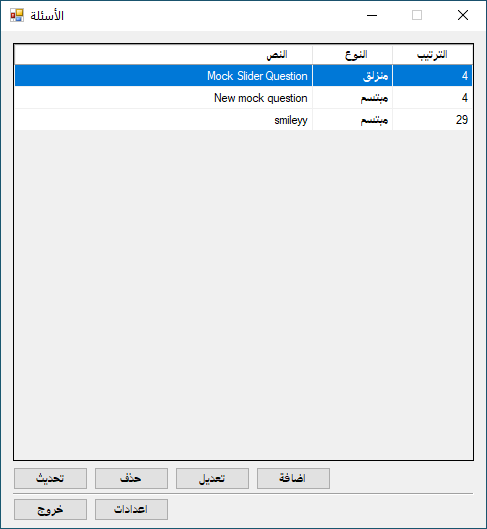 الأسئلة
الترتيب النوع النص
4 منزلق Mock Slider Question
4 مبتسم New mock question
29 مبتسم smileyy
اضافة تعديل حذف تحديث
اعدادات خروج